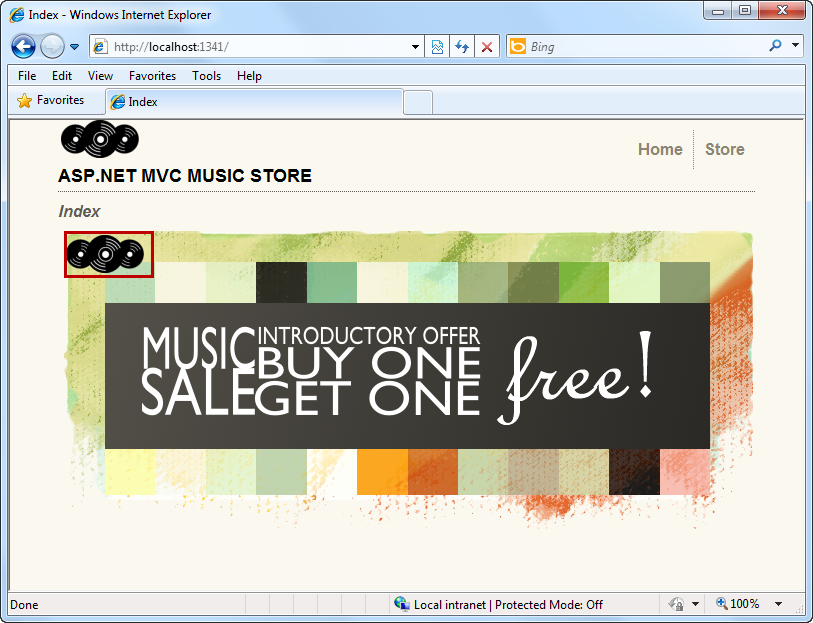 Index - Windows Internet Explorer
http://localhost:1341/
Bing
File Edit View Favorites Tools Help
Favorites
Index
Home Store
ASP.NET MVC MUSIC STORE
Index
MUSIC SALE
INTRODUCTORY OFFER
BUY ONE
GET ONE
free!
Done
Local intranet | Protected Mode: Off
100%